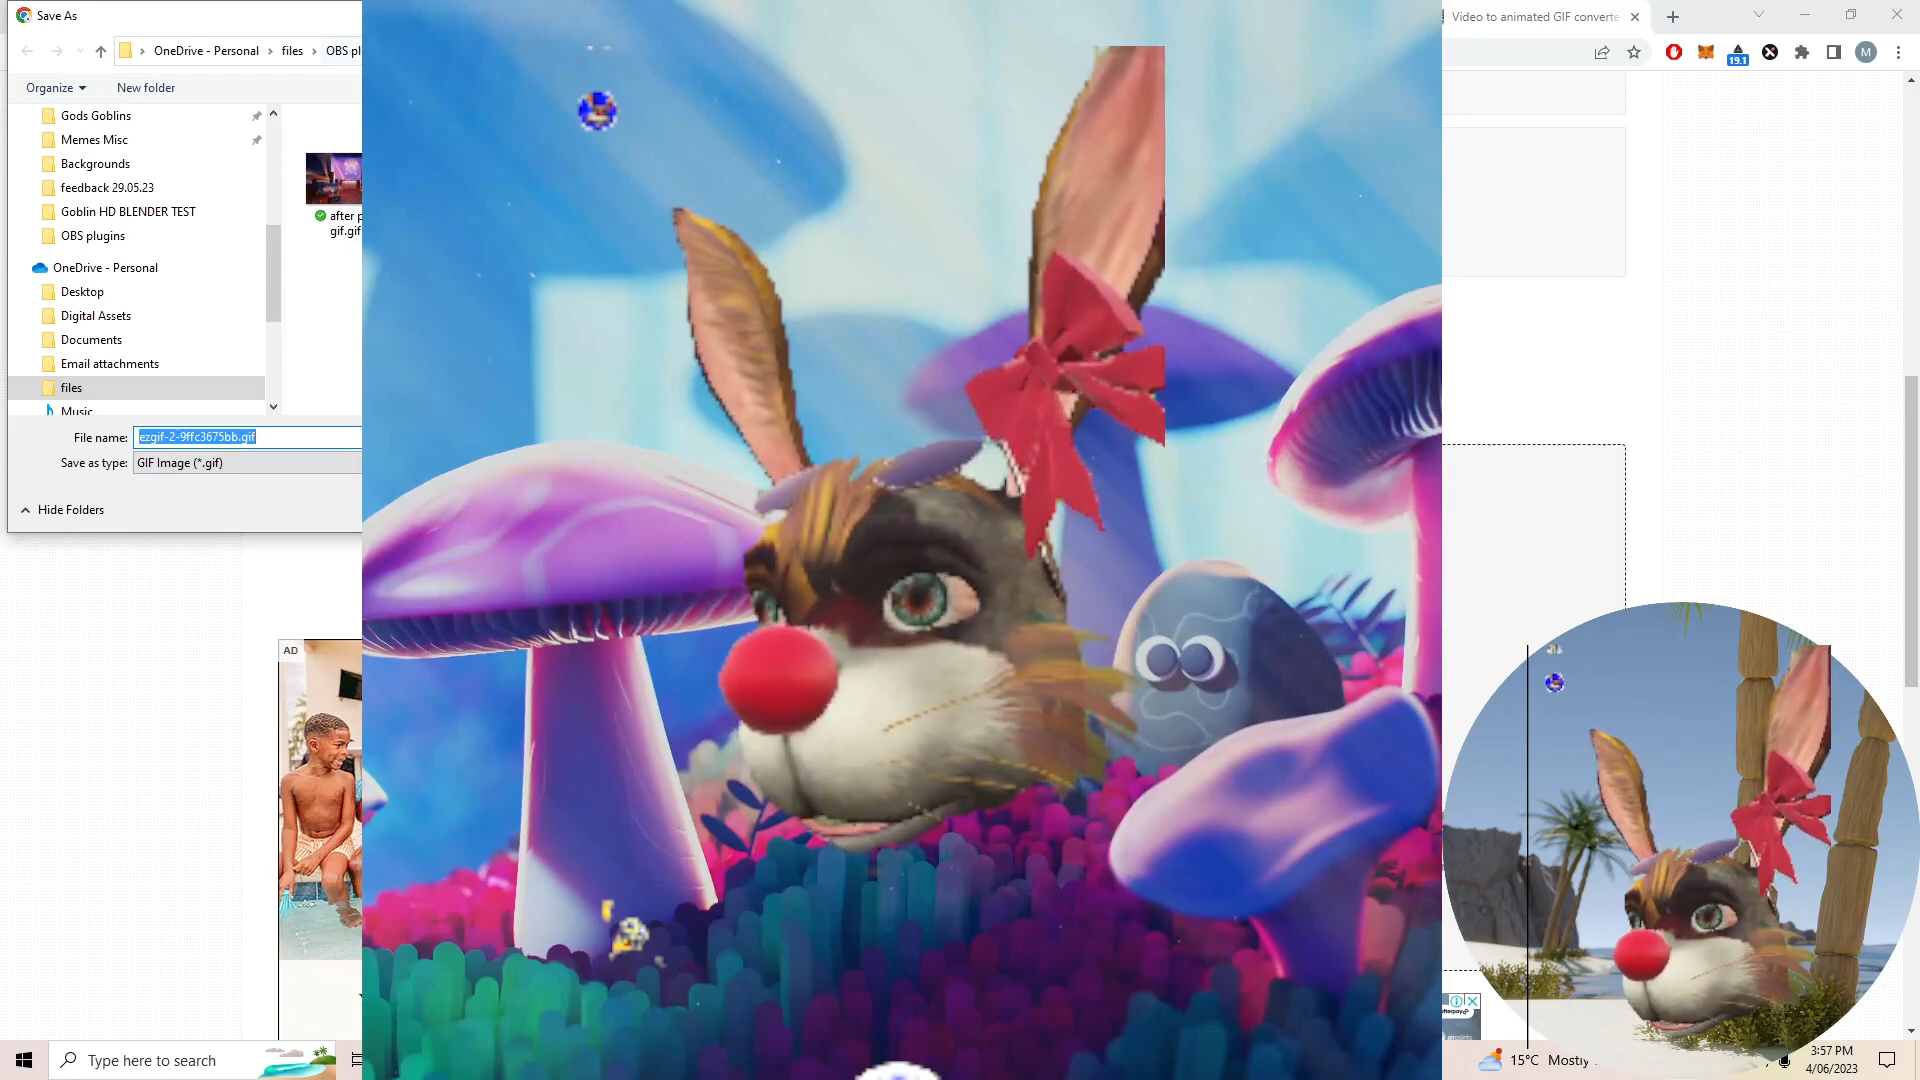 Save As
Video to animated GIF converte
OneDrive - Personal > files > OBS pl
19.1
M
Organize
New folder
Gods Goblins
Memes Misc
Backgrounds
feedback 29.05.23
Goblin HD BLENDER TEST
OBS plugins
OneDrive - Personal
Desktop
Digital Assets
Documents
Email attachments
files
Music
after p
gif.gif
File name: ezgif-2-9ffc3675bb.gif
Save as type: GIF Image (*.gif)
Hide Folders
AD
afterpay
Type here to search
15°C Mostly
3:57 PM
4/06/2023